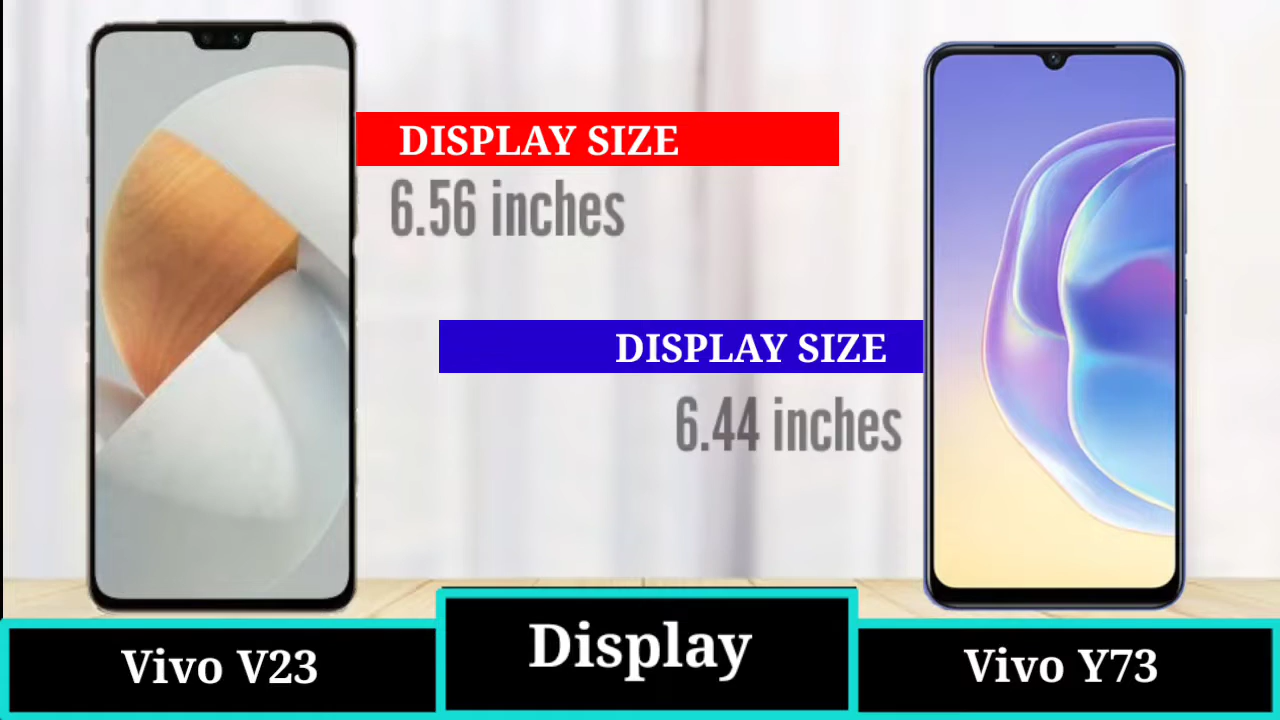 DISPLAY SIZE
6.56 inches
DISPLAY SIZE
6.44 inches
Vivo V23
Display
Vivo Y73